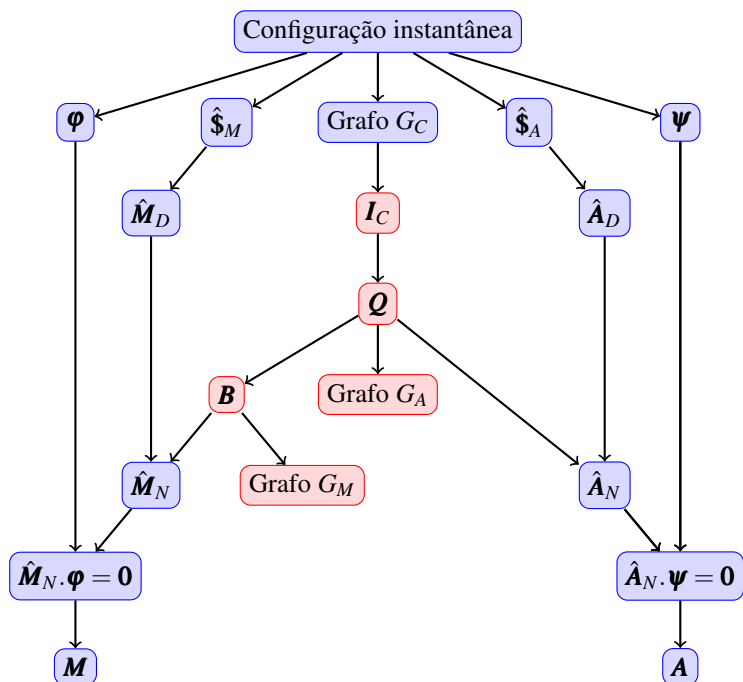 Configuração instantânea
φ
$̂_M
Grafo G_C
$̂_A
ψ
M̂_D
I_C
Â_D
Q
B
Grafo G_A
M̂_N
Grafo G_M
Â_N
M̂_N.φ = 0
Â_N.ψ = 0
M
A